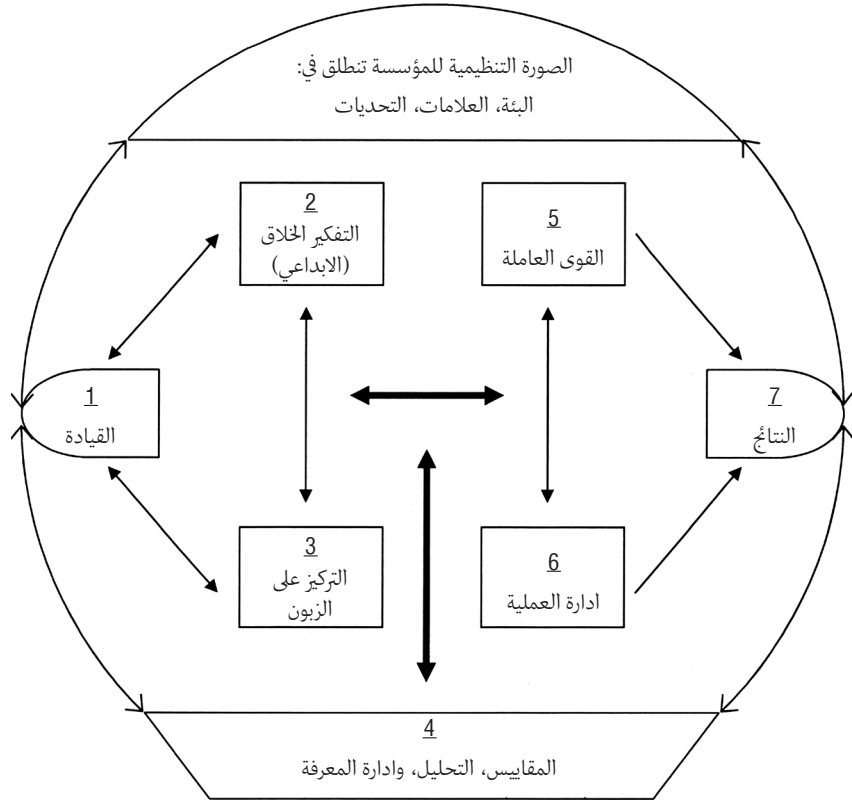 الصورة التنظيمية للمؤسسة تنطلق في:
البئة، العلامات، التحديات
2
التفكير الخلاق
(الابداعي)
5
القوى العاملة
1
القيادة
7
النتائج
3
التركيز على
الزبون
6
ادارة العملية
4
المقاييس، التحليل، وادارة المعرفة